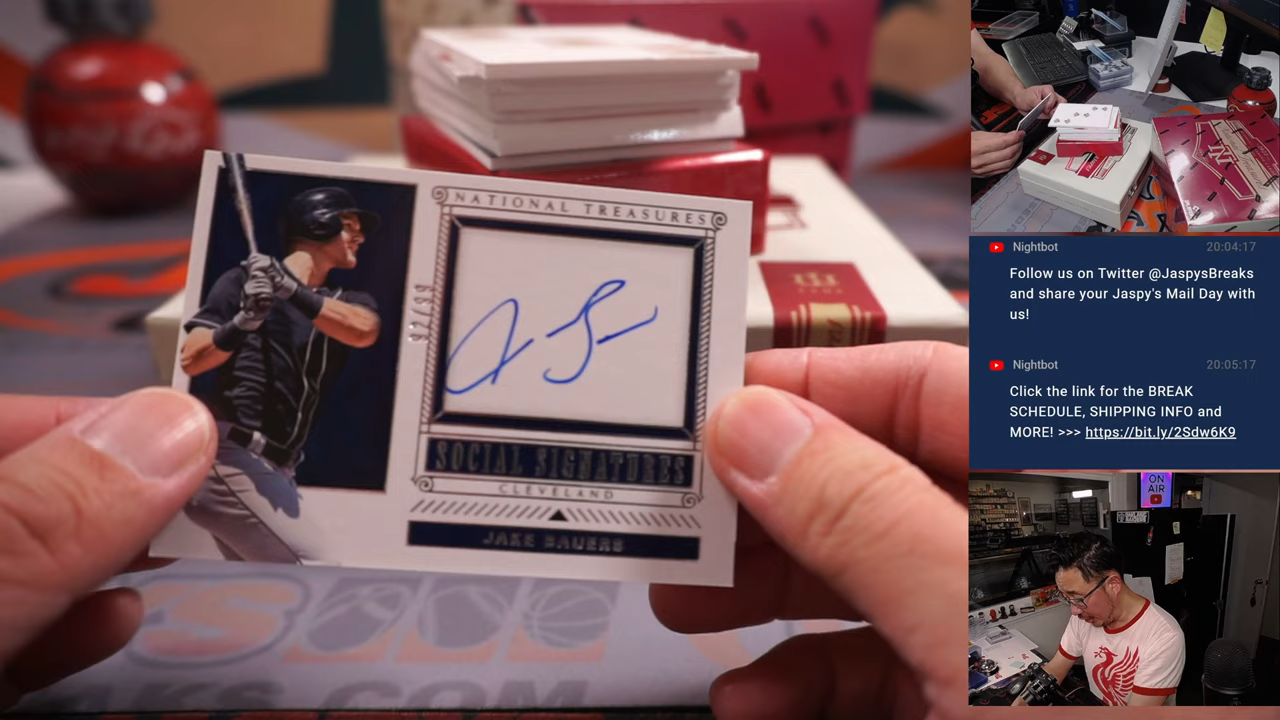 NATIONAL TREASURES
92/99
SOCIAL SIGNATURES
CLEVELAND
JAKE BAUERS
Nightbot 20:04:17
Follow us on Twitter @JaspysBreaks
and share your Jaspy's Mail Day with
us!
Nightbot 20:05:17
Click the link for the BREAK
SCHEDULE, SHIPPING INFO and
MORE! >>> https://bit.ly/2Sdw6K9
ON
AIR